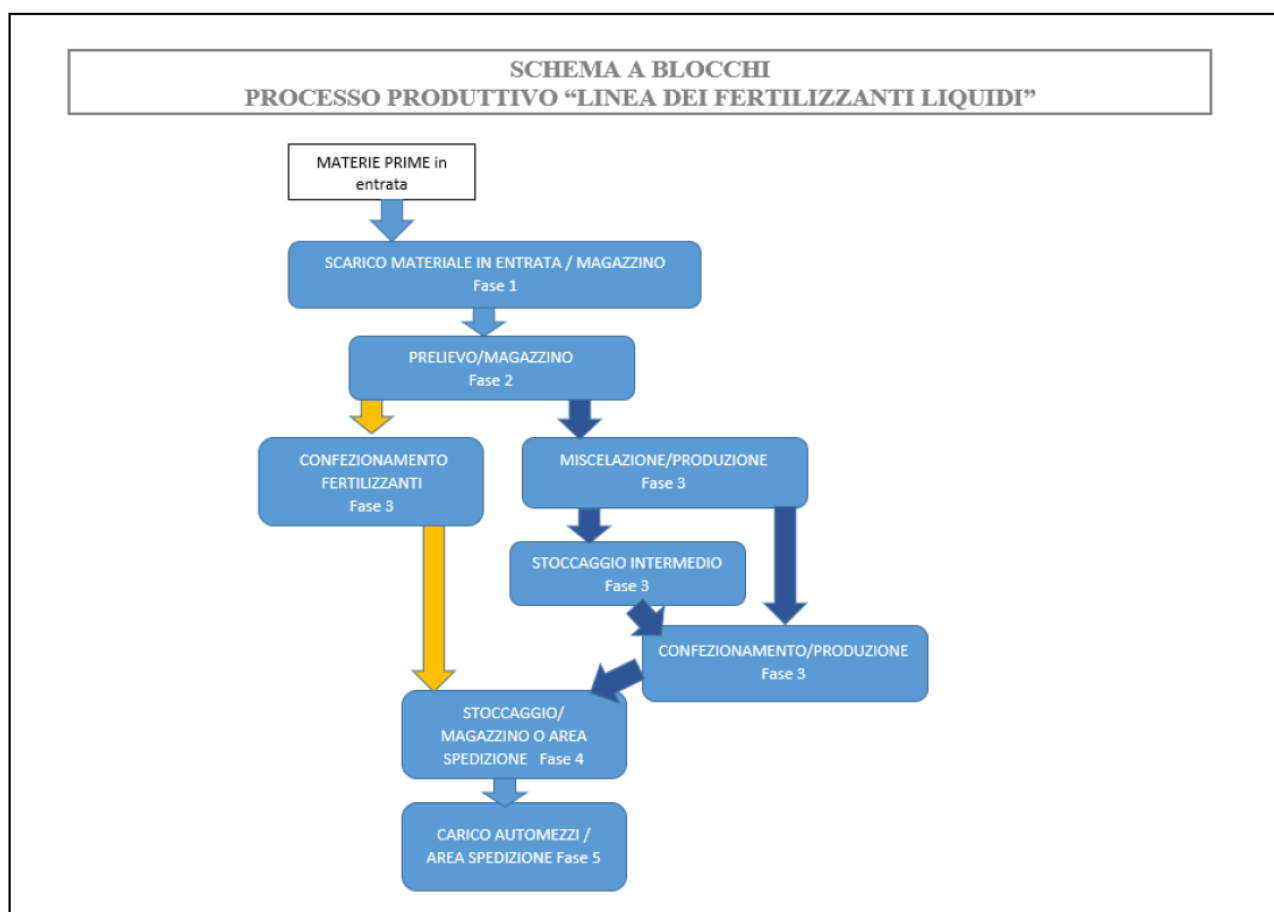 SCHEMA A BLOCCHI
PROCESSO PRODUTTIVO “LINEA DEI FERTILIZZANTI LIQUIDI”
MATERIE PRIME in
entrata
SCARICO MATERIALE IN ENTRATA / MAGAZZINO
Fase 1
PRELIEVO/MAGAZZINO
Fase 2
CONFEZIONAMENTO
FERTILIZZANTI
Fase 3
MISCELAZIONE/PRODUZIONE
Fase 3
STOCCAGGIO INTERMEDIO
Fase 3
CONFEZIONAMENTO/PRODUZIONE
Fase 3
STOCCAGGIO/
MAGAZZINO O AREA
SPEDIZIONE Fase 4
CARICO AUTOMEZZI /
AREA SPEDIZIONE Fase 5